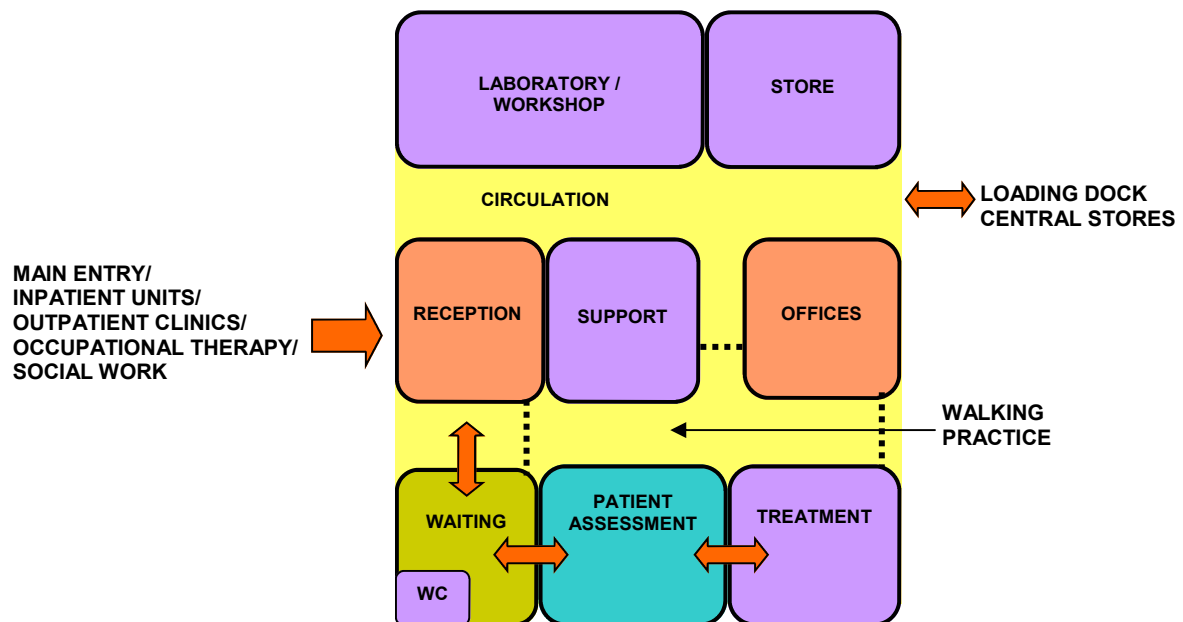 LABORATORY /
WORKSHOP
STORE
CIRCULATION
LOADING DOCK
CENTRAL STORES
MAIN ENTRY/
INPATIENT UNITS/
OUTPATIENT CLINICS/
OCCUPATIONAL THERAPY/
SOCIAL WORK
RECEPTION
SUPPORT
OFFICES
WALKING
PRACTICE
WAITING
PATIENT
ASSESSMENT
TREATMENT
WC